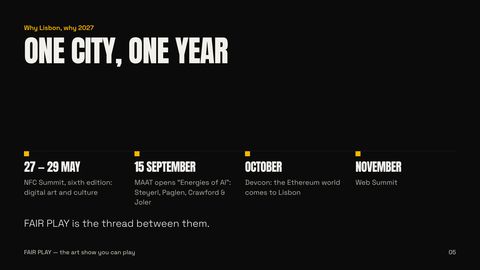 Why Lisbon, why 2027
ONE CITY, ONE YEAR
27 – 29 MAY
NFC Summit, sixth edition:
digital art and culture
15 SEPTEMBER
MAAT opens "Energies of AI":
Steyerl, Paglen, Crawford &
Joler
OCTOBER
Devcon: the Ethereum world
comes to Lisbon
NOVEMBER
Web Summit
FAIR PLAY is the thread between them.
FAIR PLAY — the art show you can play
05